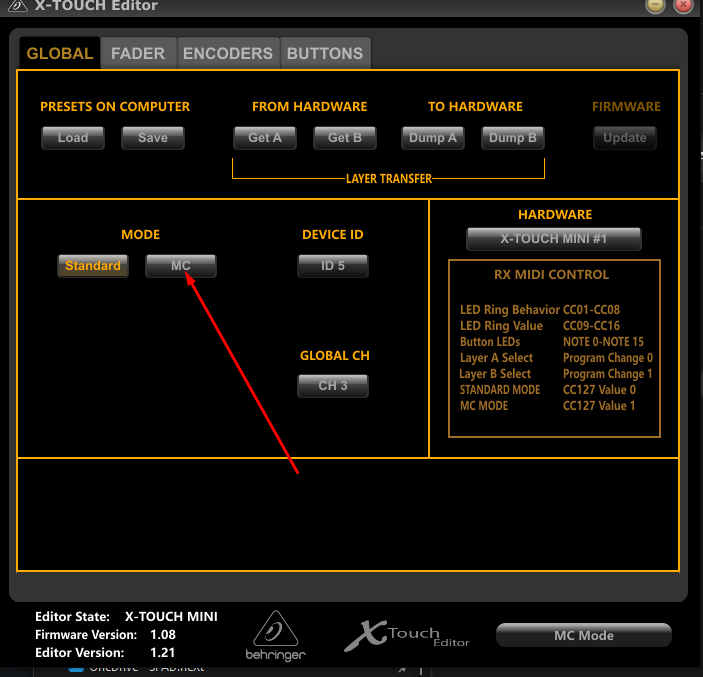 X-TOUCH Editor
GLOBAL FADER ENCODERS BUTTONS
PRESETS ON COMPUTER FROM HARDWARE TO HARDWARE FIRMWARE
Load Save Get A Get B Dump A Dump B Update
LAYER TRANSFER
MODE DEVICE ID
Standard MC ID 5
GLOBAL CH
CH 3
HARDWARE
X-TOUCH MINI #1
RX MIDI CONTROL
LED Ring Behavior CC01-CC08
LED Ring Value CC09-CC16
Button LEDs NOTE 0-NOTE 15
Layer A Select Program Change 0
Layer B Select Program Change 1
STANDARD MODE CC127 Value 0
MC MODE CC127 Value 1
Editor State: X-TOUCH MINI
Firmware Version: 1.08
Editor Version: 1.21
behringer
X Touch Editor
MC Mode